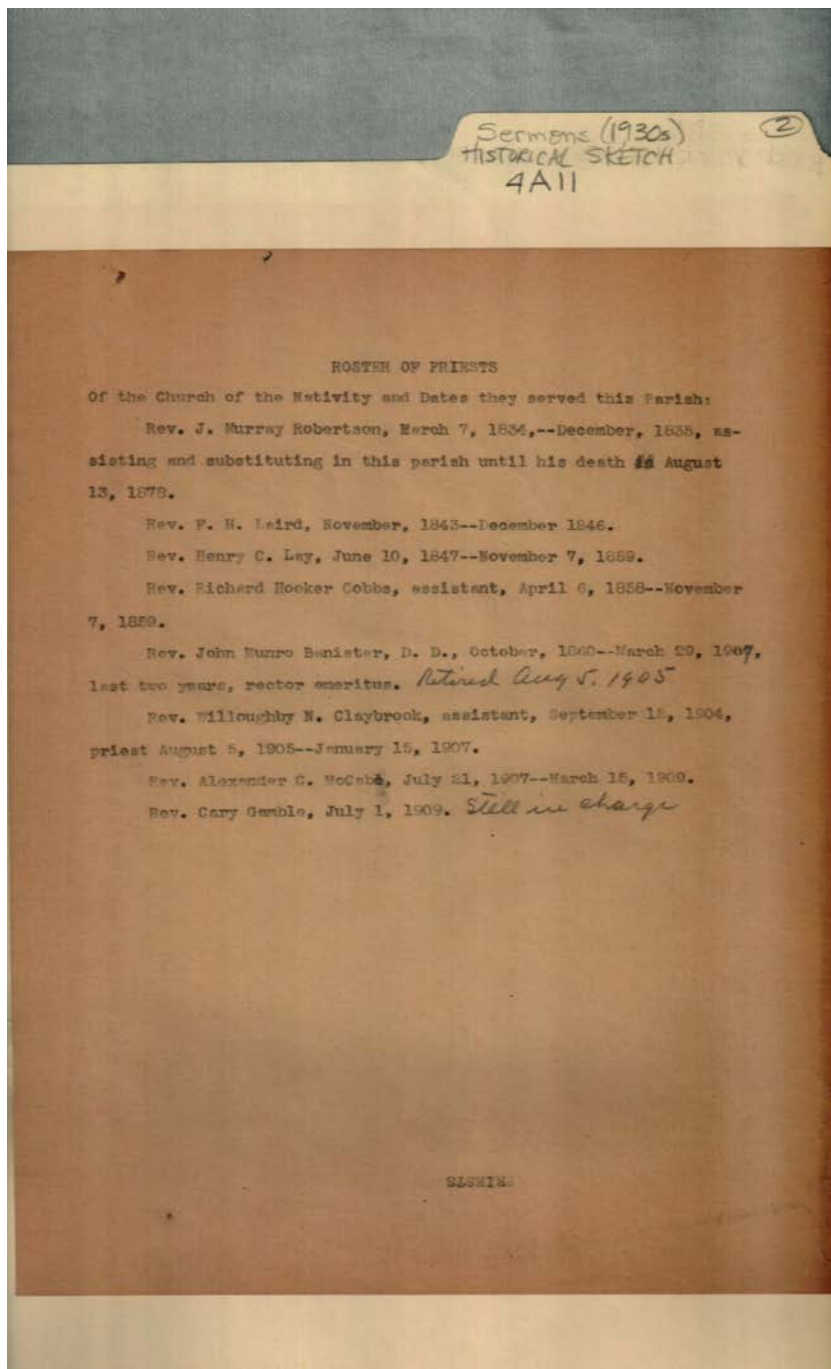 Sermons (1930s) 2
HISTORICAL SKETCH
4A11
ROSTER OF PRIESTS
Of the Church of the Nativity and Dates they served this Parish:
Rev. J. Murray Robertson, March 7, 1834,--December, 1835, as-
sisting and substituting in this parish until his death August
13, 1878.
Rev. F. H. Laird, November, 1843--December 1846.
Rev. Henry C. Lay, June 10, 1847--November 7, 1859.
Rev. Richard Hooker Cobbs, assistant, April 6, 1858--November
7, 1859.
Rev. John Munro Banister, D. D., October, 1860--March 29, 1907,
last two years, rector emeritus. Retired Aug 5. 1905
Rev. Willoughby N. Claybrook, assistant, September 15, 1904,
priest August 5, 1905--January 15, 1907.
Rev. Alexander C. McCabe, July 21, 1907--March 15, 1909.
Rev. Cary Gamble, July 1, 1909. Still in charge
RIESTS